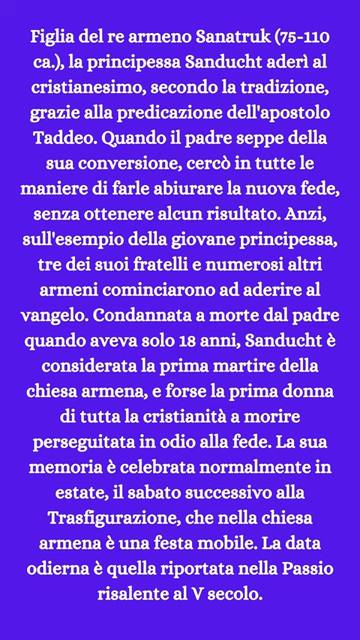 Figlia del re armeno Sanatruk (75-110
ca.), la principessa Sanducht aderì al
cristianesimo, secondo la tradizione,
grazie alla predicazione dell'apostolo
Taddeo. Quando il padre seppe della
sua conversione, cercò in tutte le
maniere di farle abiurare la nuova fede,
senza ottenere alcun risultato. Anzi,
sull'esempio della giovane principessa,
tre dei suoi fratelli e numerosi altri
armeni cominciarono ad aderire al
vangelo. Condannata a morte dal padre
quando aveva solo 18 anni, Sanducht è
considerata la prima martire della
chiesa armena, e forse la prima donna
di tutta la cristianità a morire
perseguitata in odio alla fede. La sua
memoria è celebrata normalmente in
estate, il sabato successivo alla
Trasfigurazione, che nella chiesa
armena è una festa mobile. La data
odierna è quella riportata nella Passio
risalente al V secolo.